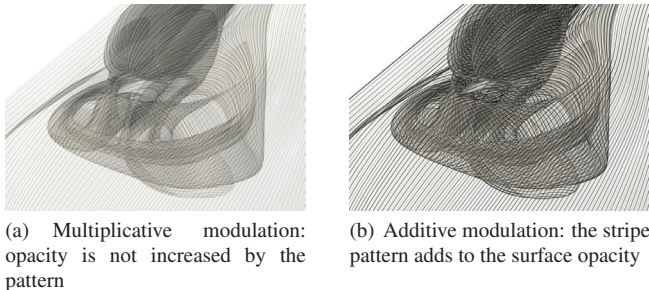 (a) Multiplicative modulation:
opacity is not increased by the
pattern
(b) Additive modulation: the stripe
pattern adds to the surface opacity